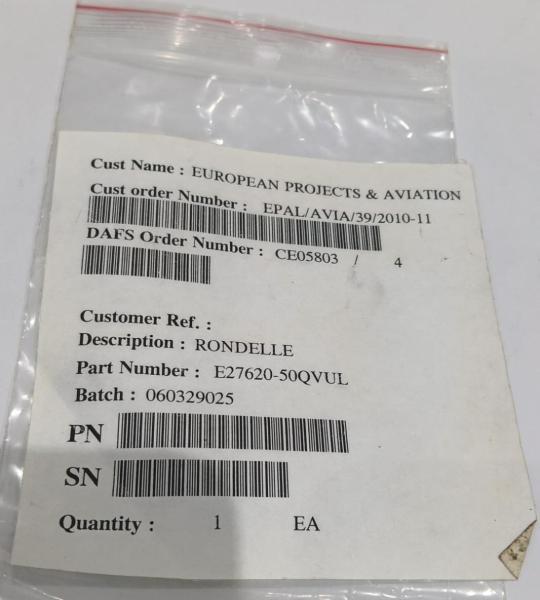 Cust Name : EUROPEAN PROJECTS & AVIATION
Cust order Number : EPAL/AVIA/39/2010-11
DAFS Order Number : CE05803 / 4
Customer Ref. :
Description : RONDELLE
Part Number : E27620-50QVUL
Batch : 060329025
PN
SN
Quantity : 1 EA